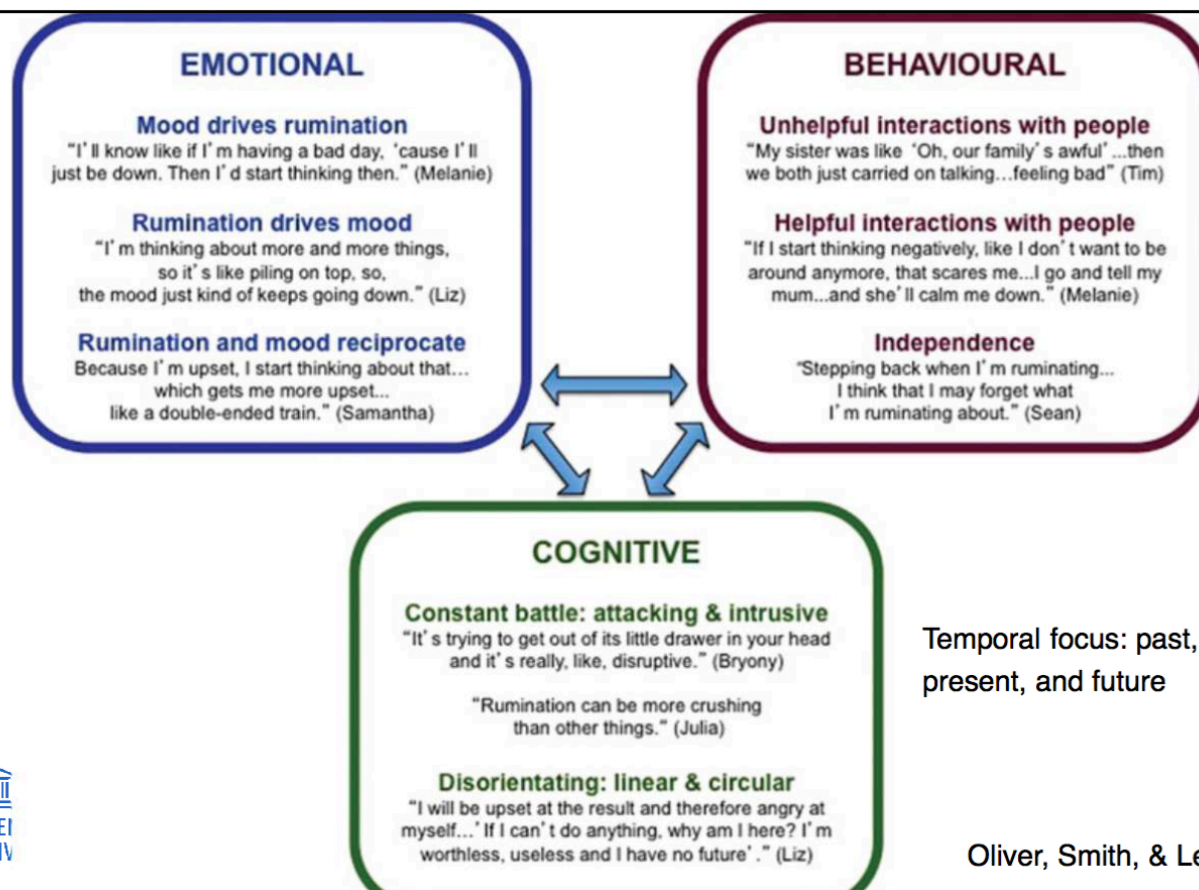 EMOTIONAL
Mood drives rumination
"I'll know like if I'm having a bad day, 'cause I'll
just be down. Then I'd start thinking then." (Melanie)
Rumination drives mood
"I'm thinking about more and more things,
so it's like piling on top, so,
the mood just kind of keeps going down." (Liz)
Rumination and mood reciprocate
Because I'm upset, I start thinking about that...
which gets me more upset...
like a double-ended train." (Samantha)
BEHAVIOURAL
Unhelpful interactions with people
"My sister was like 'Oh, our family's awful'...then
we both just carried on talking...feeling bad" (Tim)
Helpful interactions with people
"If I start thinking negatively, like I don't want to be
around anymore, that scares me...I go and tell my
mum...and she'll calm me down." (Melanie)
Independence
"Stepping back when I'm ruminating...
I think that I may forget what
I'm ruminating about." (Sean)
COGNITIVE
Constant battle: attacking & intrusive
"It's trying to get out of its little drawer in your head
and it's really, like, disruptive." (Bryony)
"Rumination can be more crushing
than other things." (Julia)
Disorientating: linear & circular
"I will be upset at the result and therefore angry at
myself...'If I can't do anything, why am I here? I'm
worthless, useless and I have no future'." (Liz)
Temporal focus: past,
present, and future
Oliver, Smith, & Le